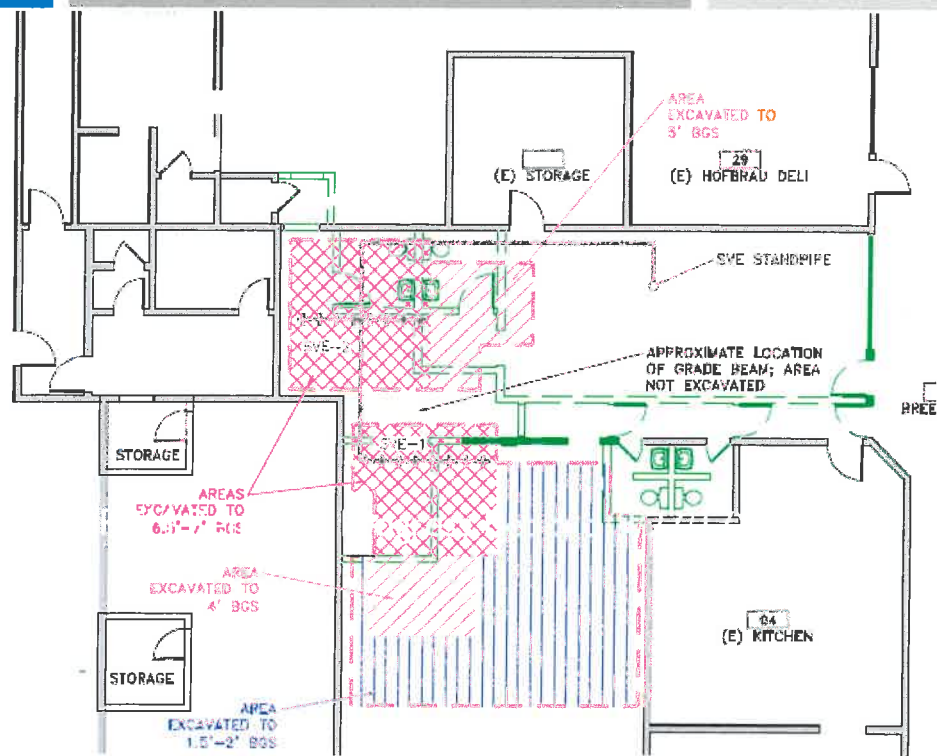 AREA
EXCAVATED TO
BGS
29
(E) STORAGE
(E) HOFBRAU DELI
SVE STANDPIPE
SVE-2
APPROXIMATE LOCATION
OF GRADE BEAM; AREA
NOT EXCAVATED
BREE
SVE-1
STORAGE
AREAS
EXCAVATED TO
6.5'-7' BGS
AREA
EXCAVATED TO
4' BGS
04
(E) KITCHEN
STORAGE
AREA
EXCAVATED TO
1.5'-2' BGS